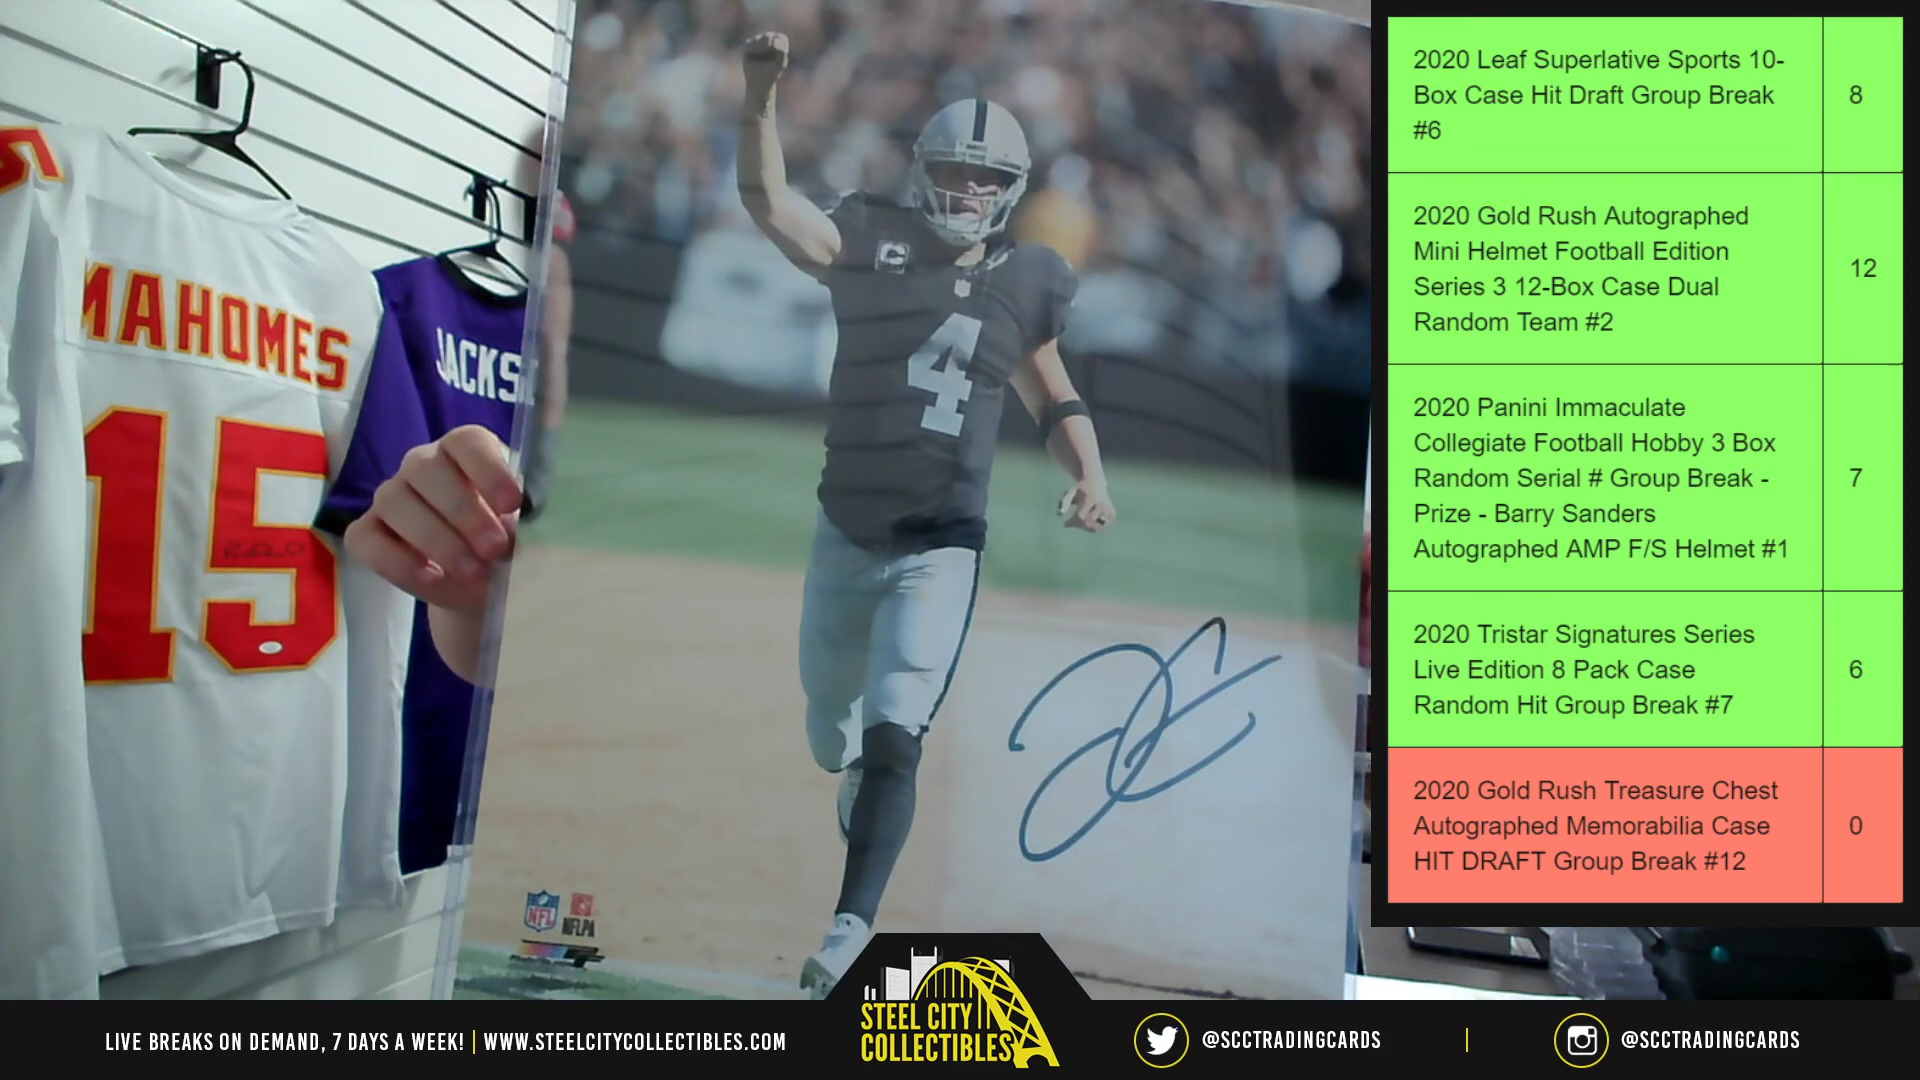 MAHOMES
15
JACKS
C
4
NFL
NFLPA
2020 Leaf Superlative Sports 10-
Box Case Hit Draft Group Break
#6
8
2020 Gold Rush Autographed
Mini Helmet Football Edition
Series 3 12-Box Case Dual
Random Team #2
12
2020 Panini Immaculate
Collegiate Football Hobby 3 Box
Random Serial # Group Break -
Prize - Barry Sanders
Autographed AMP F/S Helmet #1
7
2020 Tristar Signatures Series
Live Edition 8 Pack Case
Random Hit Group Break #7
6
2020 Gold Rush Treasure Chest
Autographed Memorabilia Case
HIT DRAFT Group Break #12
0
LIVE BREAKS ON DEMAND, 7 DAYS A WEEK! | WWW.STEELCITYCOLLECTIBLES.COM
STEEL CITY
COLLECTIBLES
@SCCTRADINGCARDS | @SCCTRADINGCARDS